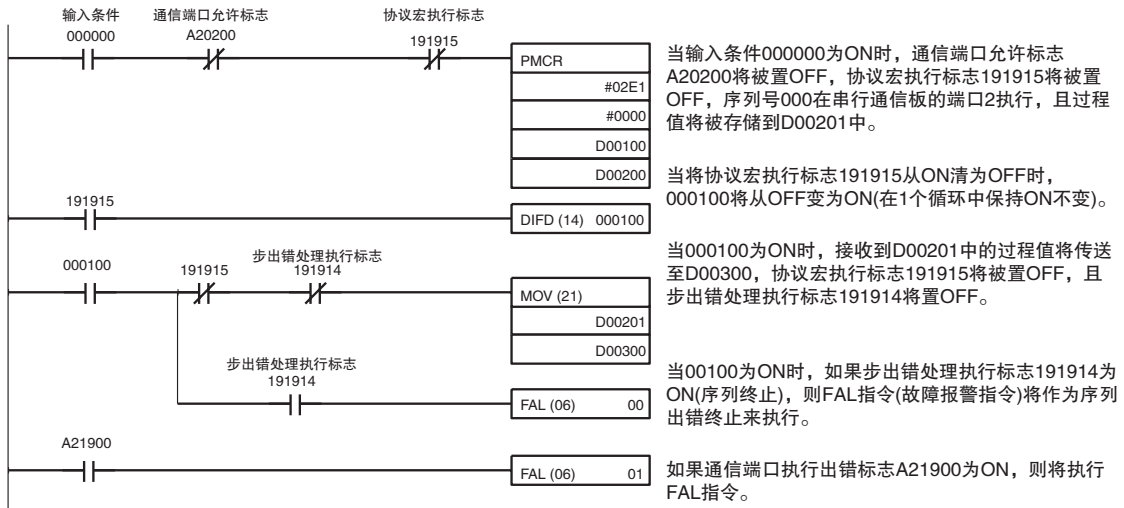 输入条件
通信端口允许标志
协议宏执行标志
000000
A20200
191915
PMCR
#02E1
#0000
D00100
D00200
当输入条件000000为ON时，通信端口允许标志
A20200将被置OFF，协议宏执行标志191915将被置
OFF，序列号000在串行通信板的端口2执行，且过程
值将被存储到D00201中。
191915
DIFD (14) 000100
当将协议宏执行标志191915从ON清为OFF时，
000100将从OFF变为ON(在1个循环中保持ON不变)。
步出错处理执行标志
000100
191915
191914
MOV (21)
D00201
D00300
当000100为ON时，接收到D00201中的过程值将传送
至D00300，协议宏执行标志191915将被置OFF，且
步出错处理执行标志191914将置OFF。
步出错处理执行标志
191914
FAL (06) 00
当00100为ON时，如果步出错处理执行标志191914为
ON(序列终止)，则FAL指令(故障报警指令)将作为序列
出错终止来执行。
A21900
FAL (06) 01
如果通信端口执行出错标志A21900为ON，则将执行
FAL指令。